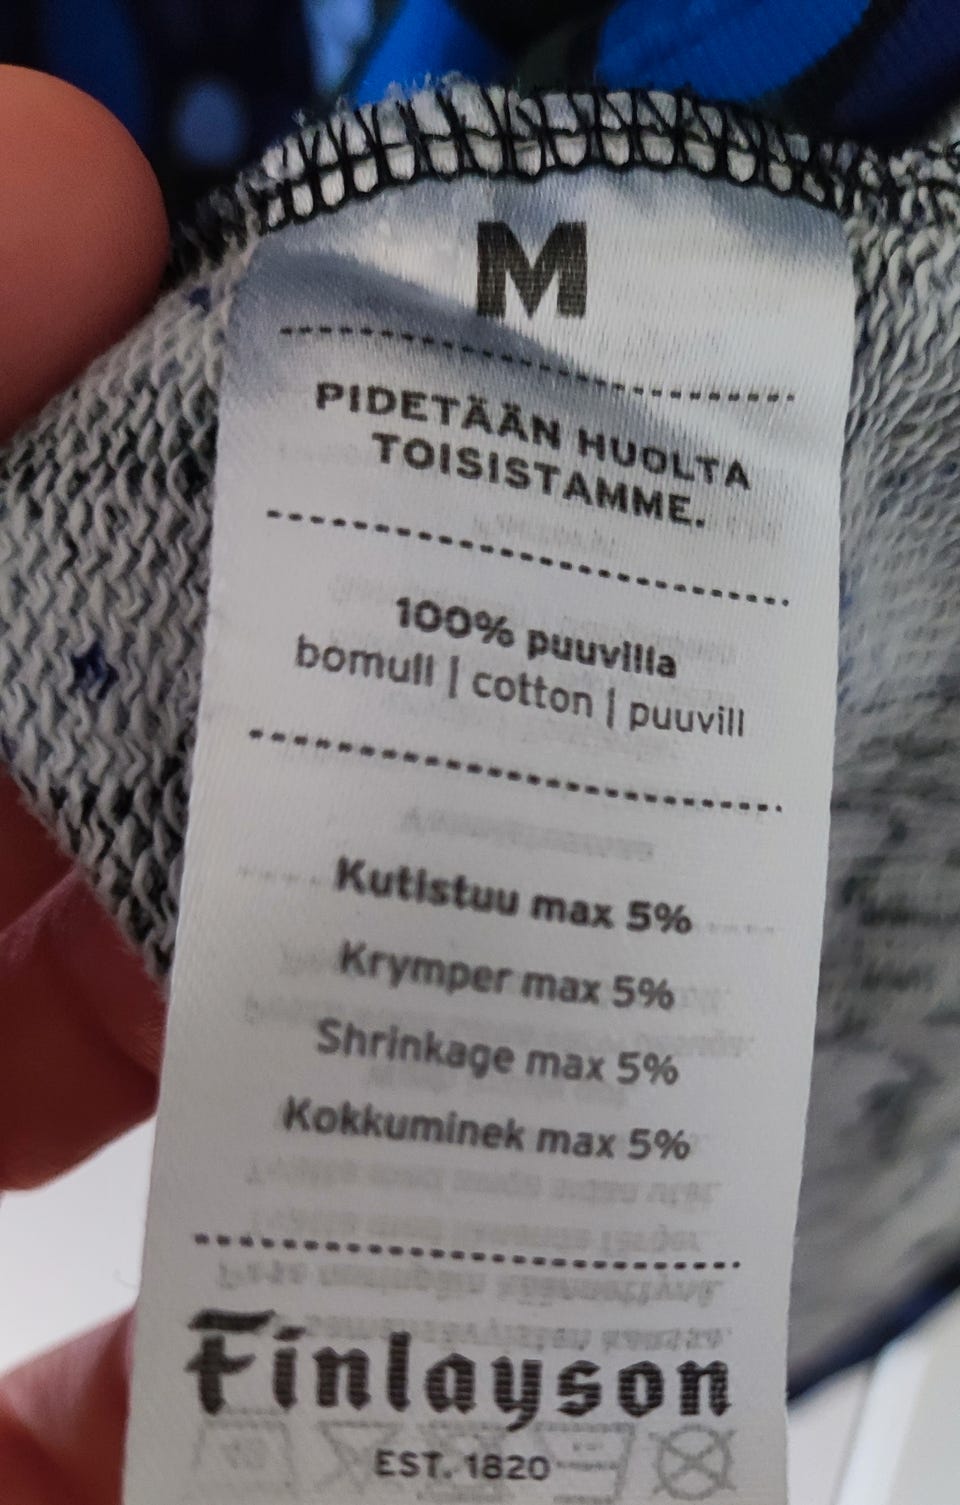 M
PIDETÄÄN HUOLTA
TOISISTAMME.
100% puuvilla
bomull | cotton | puuvill
Kutistuu max 5%
Krymper max 5%
Shrinkage max 5%
Kokkuminek max 5%
Finlayson
EST. 1820